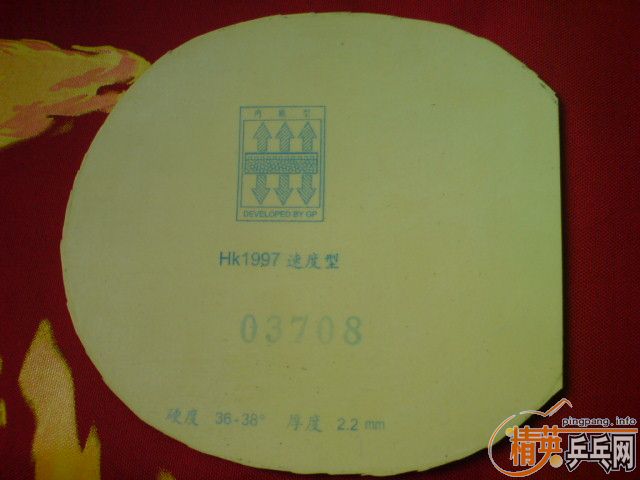 内能型
DEVELOPED BY GP
Hk1997 速度型
03708
硬度 36-38° 厚度 2.2 mm
pingpang.info
精英乒乓网